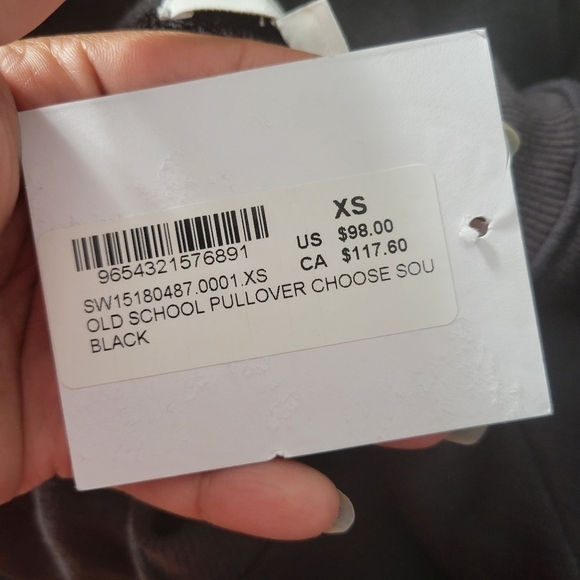 XS
9654321576891
US $98.00
CA $117.60
SW15180487.0001.XS
OLD SCHOOL PULLOVER CHOOSE SOU
BLACK